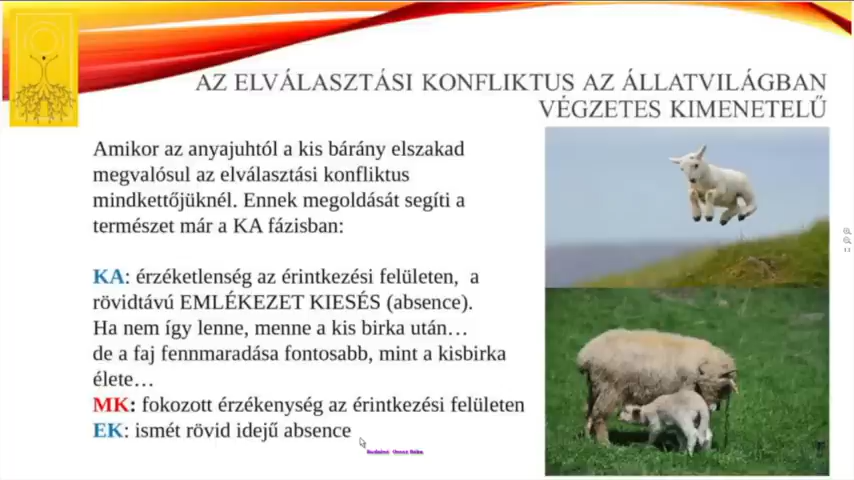 AZ ELVÁLASZTÁSI KONFLIKTUS AZ ÁLLATVILÁGBAN
VÉGZETES KIMENETELŰ
Amikor az anyajuhtól a kis bárány elszakad
megvalósul az elválasztási konfliktus
mindkettőjüknél. Ennek megoldását segíti a
természet már a KA fázisban:
KA: érzéketlenség az érintkezési felületen, a
rövidtávú EMLÉKEZET KIESÉS (absence).
Ha nem így lenne, menne a kis birka után…
de a faj fennmaradása fontosabb, mint a kisbirka
élete…
MK: fokozott érzékenység az érintkezési felületen
EK: ismét rövid idejű absence